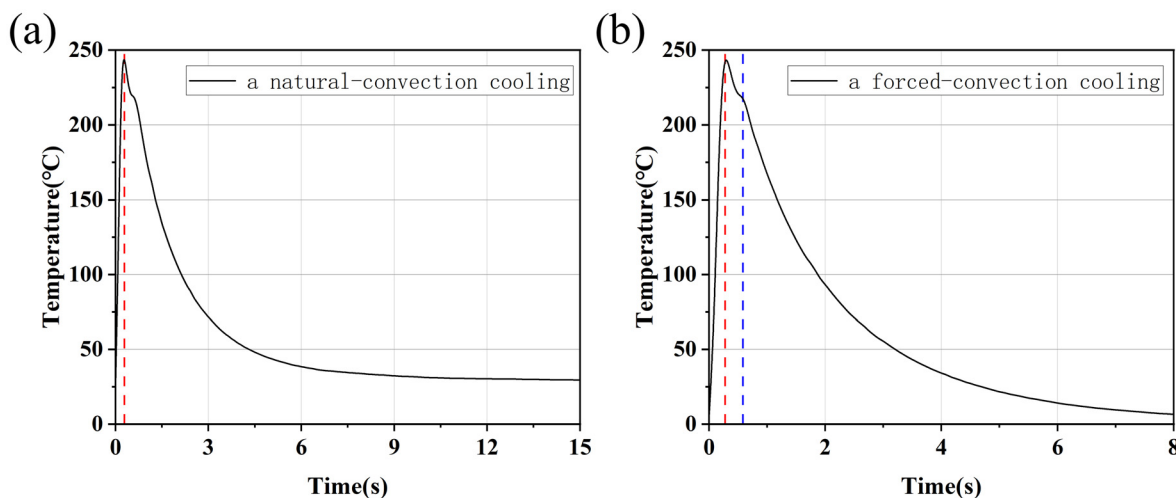 (a)
250
200
150
100
50
0
Temperature(℃)
a natural-convection cooling
0 3 6 9 12 15
Time(s)
(b)
250
200
150
100
50
0
Temperature(℃)
a forced-convection cooling
0 2 4 6 8
Time(s)